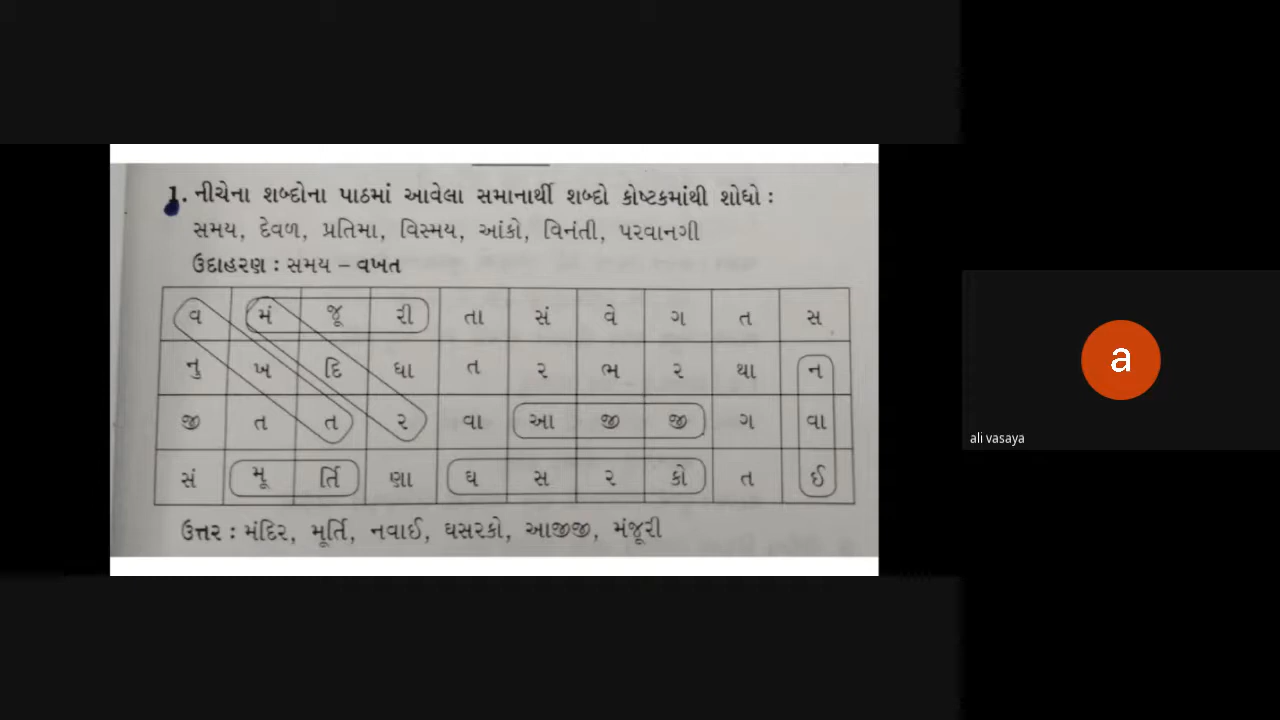 1. નીચેના શબ્દોના પાઠમાં આવેલા સમાનાર્થી શબ્દો કોષ્ટકમાંથી શોધો :
સમય, દેવળ, પ્રતિમા, વિસ્મય, આંકો, વિનંતી, પરવાનગી
ઉદાહરણ : સમય – વખત
વ મં જૂ રી તા સં વે ગ ત સ
નુ ખ દિ ધા ત ર ભ ર થા ન
જી ત ત ર વા આ જી જી ગ વા
સં મૂ ર્તિ ણા ઘ સ ર કો ત ઈ
ઉત્તર : મંદિર, મૂર્તિ, નવાઈ, ઘસરકો, આજીજી, મંજૂરી
a
ali vasaya